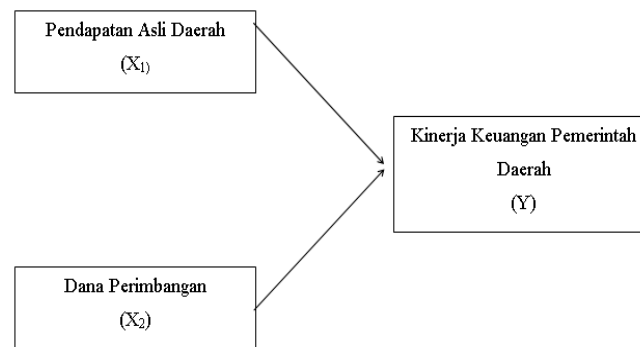 Pendapatan Asli Daerah
(X₁)
Kinerja Keuangan Pemerintah
Daerah
(Y)
Dana Perimbangan
(X₂)